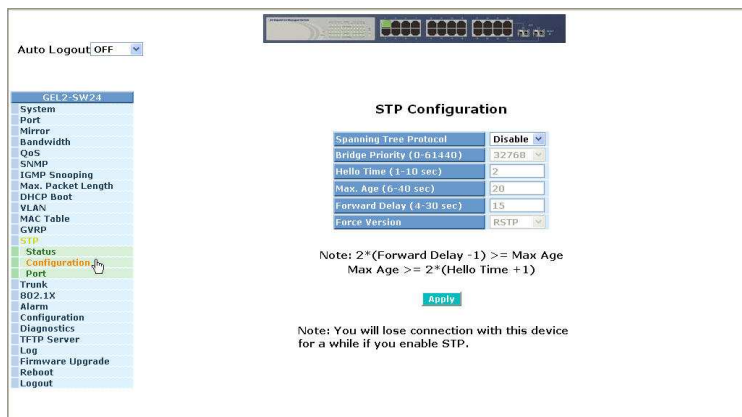 Auto Logout OFF
GEL2-SW24
System
Port
Mirror
Bandwidth
QoS
SNMP
IGMP Snooping
Max. Packet Length
DHCP Boot
VLAN
MAC Table
GVRP
STP
Status
Configuration
Port
Trunk
802.1X
Alarm
Configuration
Diagnostics
TFTP Server
Log
Firmware Upgrade
Reboot
Logout
STP Configuration
Spanning Tree Protocol Disable
Bridge Priority (0-61440) 32768
Hello Time (1-10 sec) 2
Max. Age (6-40 sec) 20
Forward Delay (4-30 sec) 15
Force Version RSTP
Note: 2*(Forward Delay -1) >= Max Age
Max Age >= 2*(Hello Time +1)
Apply
Note: You will lose connection with this device
for a while if you enable STP.